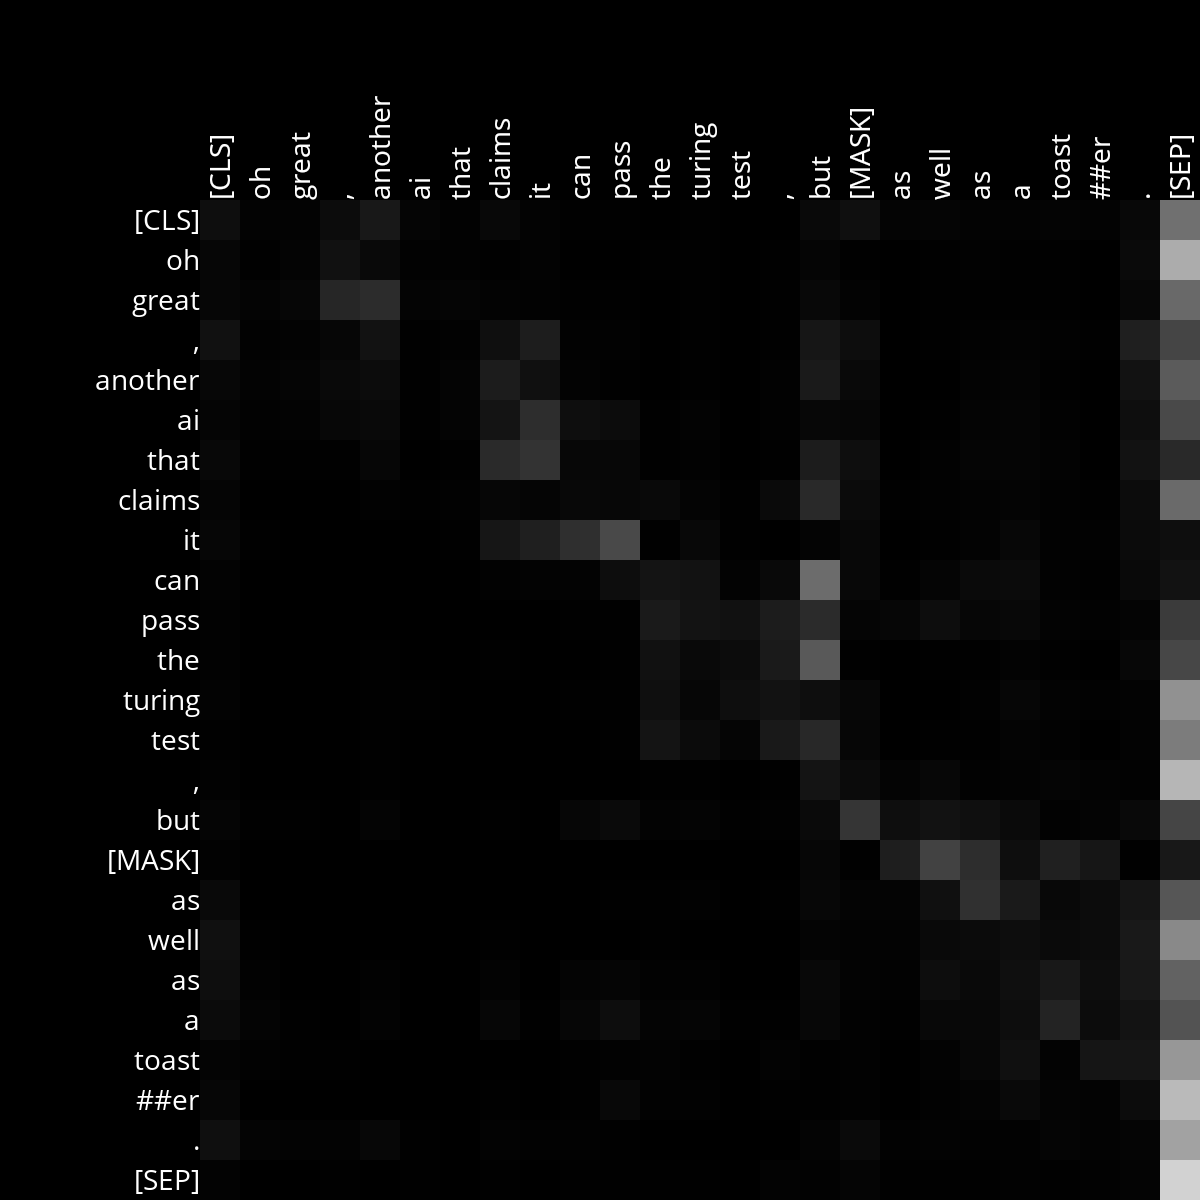 [CLS] oh great , another ai that claims it can pass the turing test , but [MASK] as well as a toast ##er . [SEP]
[CLS]
oh
great
,
another
ai
that
claims
it
can
pass
the
turing
test
,
but
[MASK]
as
well
as
a
toast
##er
.
[SEP]